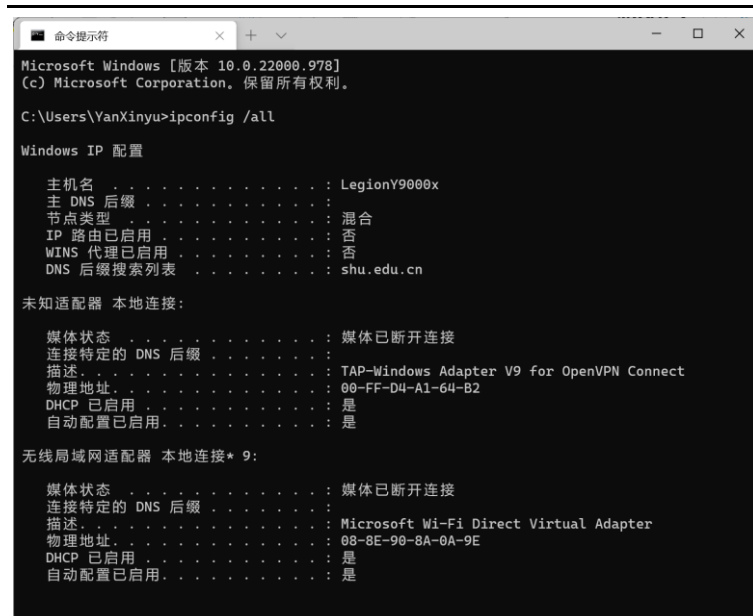 命令提示符
Microsoft Windows [版本 10.0.22000.978]
(c) Microsoft Corporation。保留所有权利。
C:\Users\YanXinyu>ipconfig /all
Windows IP 配置
主机名 . . . . . . . . . . . . . : LegionY9000x
主 DNS 后缀 . . . . . . . . . . . :
节点类型 . . . . . . . . . . . . : 混合
IP 路由已启用 . . . . . . . . . . : 否
WINS 代理已启用 . . . . . . . . . : 否
DNS 后缀搜索列表 . . . . . . . . : shu.edu.cn
未知适配器 本地连接:
媒体状态 . . . . . . . . . . . . : 媒体已断开连接
连接特定的 DNS 后缀 . . . . . . . :
描述. . . . . . . . . . . . . . . : TAP-Windows Adapter V9 for OpenVPN Connect
物理地址. . . . . . . . . . . . . : 00-FF-D4-A1-64-B2
DHCP 已启用 . . . . . . . . . . . : 是
自动配置已启用. . . . . . . . . . : 是
无线局域网适配器 本地连接* 9:
媒体状态 . . . . . . . . . . . . : 媒体已断开连接
连接特定的 DNS 后缀 . . . . . . . :
描述. . . . . . . . . . . . . . . : Microsoft Wi-Fi Direct Virtual Adapter
物理地址. . . . . . . . . . . . . : 08-8E-90-8A-0A-9E
DHCP 已启用 . . . . . . . . . . . : 是
自动配置已启用. . . . . . . . . . : 是